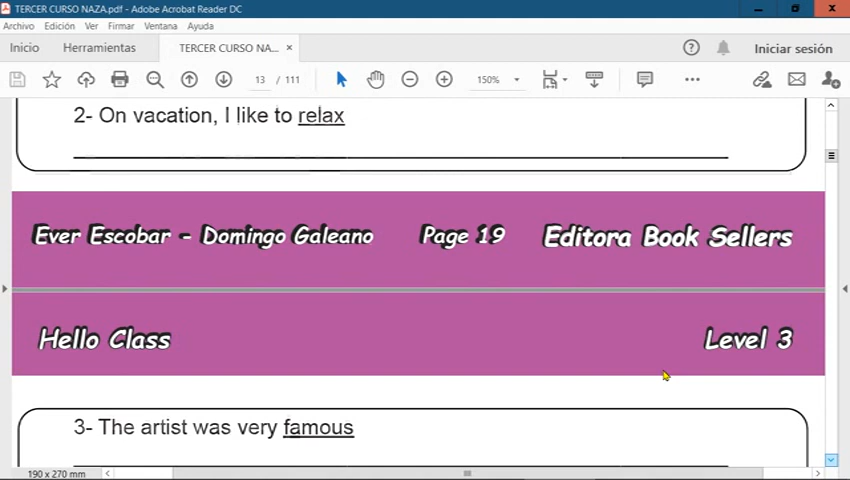 TERCER CURSO NAZA.pdf - Adobe Acrobat Reader DC
Archivo Edición Ver Firmar Ventana Ayuda
Inicio Herramientas TERCER CURSO NA... × Iniciar sesión
13 / 111 150%
2- On vacation, I like to relax
Ever Escobar - Domingo Galeano Page 19 Editora Book Sellers
Hello Class Level 3
3- The artist was very famous
190 x 270 mm